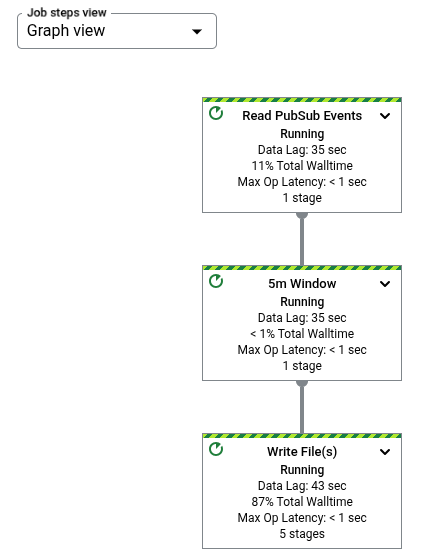 Job steps view
Graph view
Read PubSub Events
Running
Data Lag: 35 sec
11% Total Walltime
Max Op Latency: < 1 sec
1 stage
5m Window
Running
Data Lag: 35 sec
< 1% Total Walltime
Max Op Latency: < 1 sec
1 stage
Write File(s)
Running
Data Lag: 43 sec
87% Total Walltime
Max Op Latency: < 1 sec
5 stages